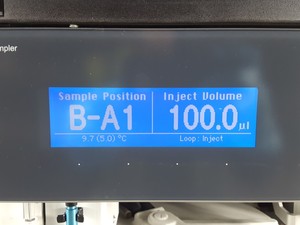 mpler
Sample Position Inject Volume
B-A1 100.0 µl
9.7 (5.0) °C Loop: Inject